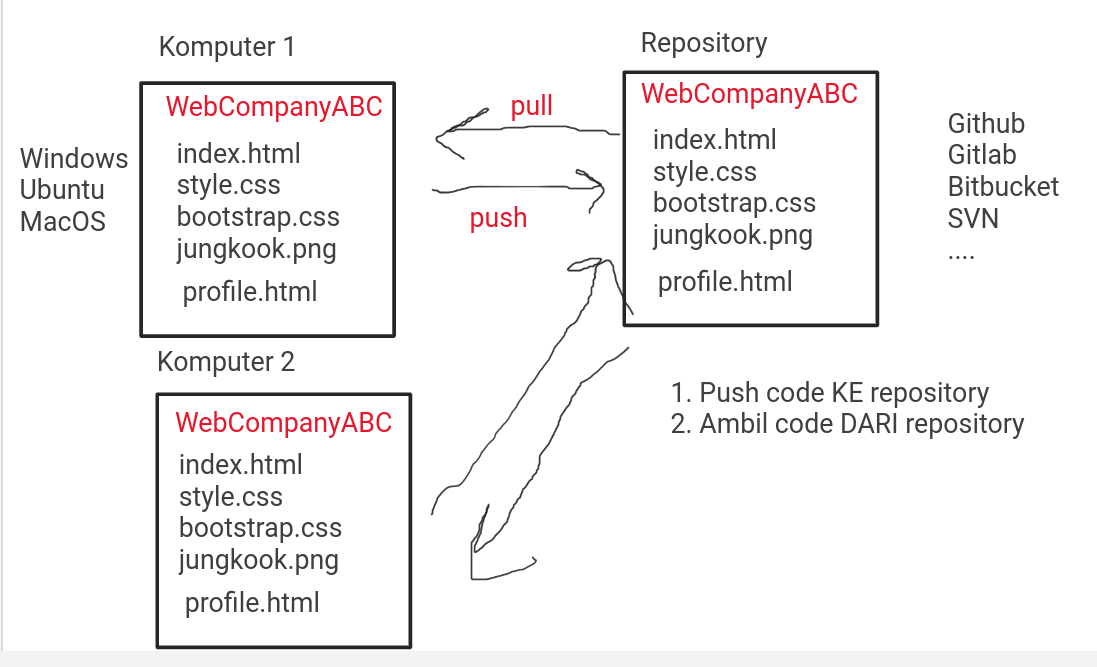 Komputer 1
WebCompanyABC
index.html
style.css
bootstrap.css
jungkook.png
profile.html
Windows
Ubuntu
MacOS
pull
push
Repository
WebCompanyABC
index.html
style.css
bootstrap.css
jungkook.png
profile.html
Github
Gitlab
Bitbucket
SVN
....
Komputer 2
WebCompanyABC
index.html
style.css
bootstrap.css
jungkook.png
profile.html
1. Push code KE repository
2. Ambil code DARI repository